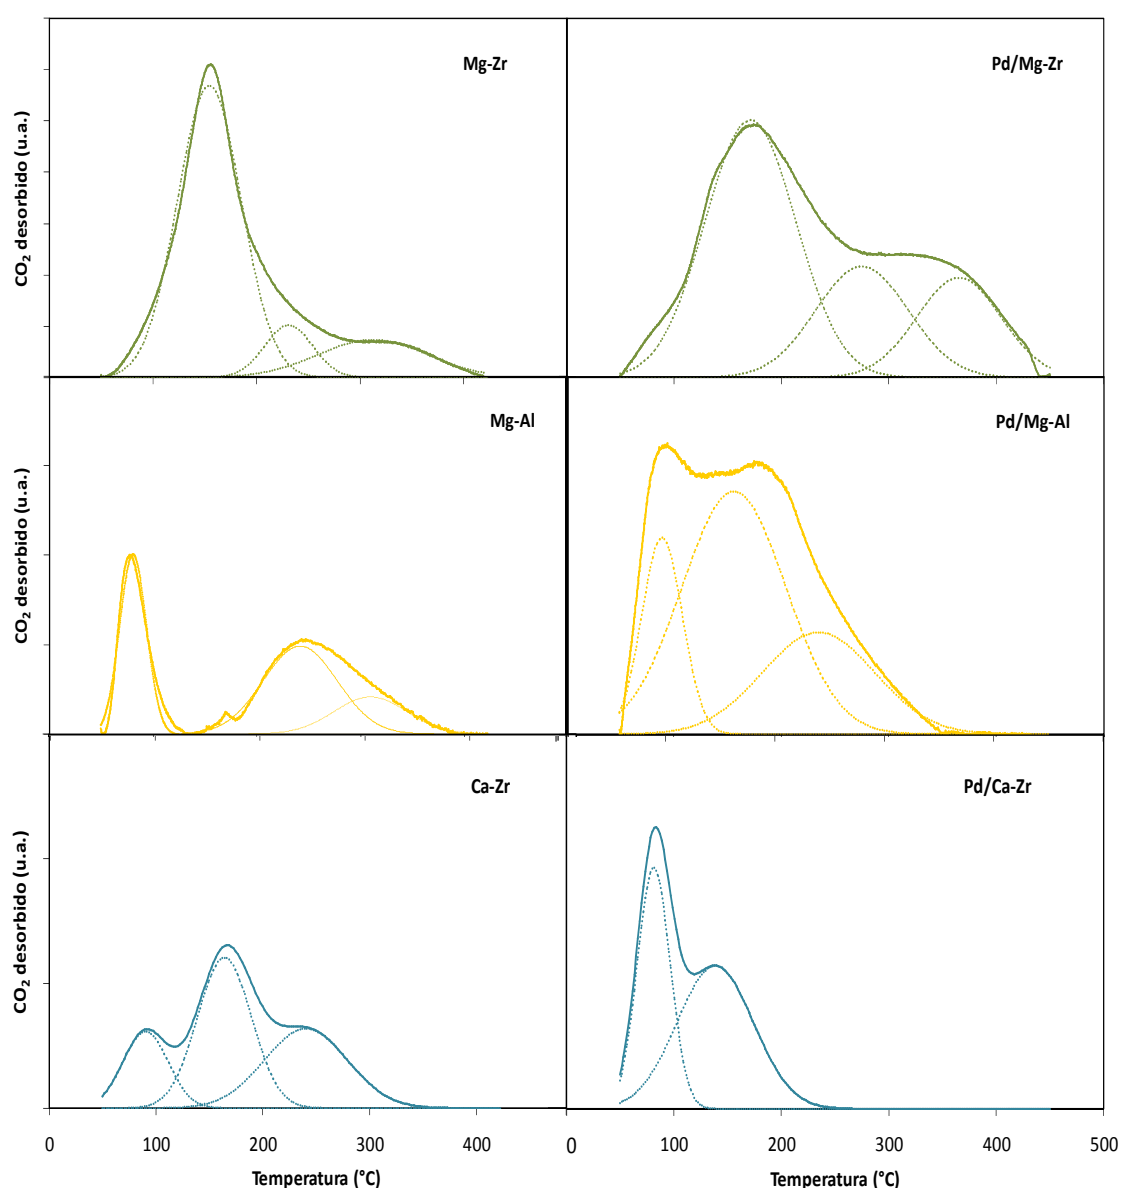 Mg-Zr
Pd/Mg-Zr
CO2 desorbido (u.a.)
Mg-Al
Pd/Mg-Al
CO2 desorbido (u.a.)
Ca-Zr
Pd/Ca-Zr
CO2 desorbido (u.a.)
0 100 200 300 400 0 100 200 300 400 500
Temperatura (°C) Temperatura (°C)